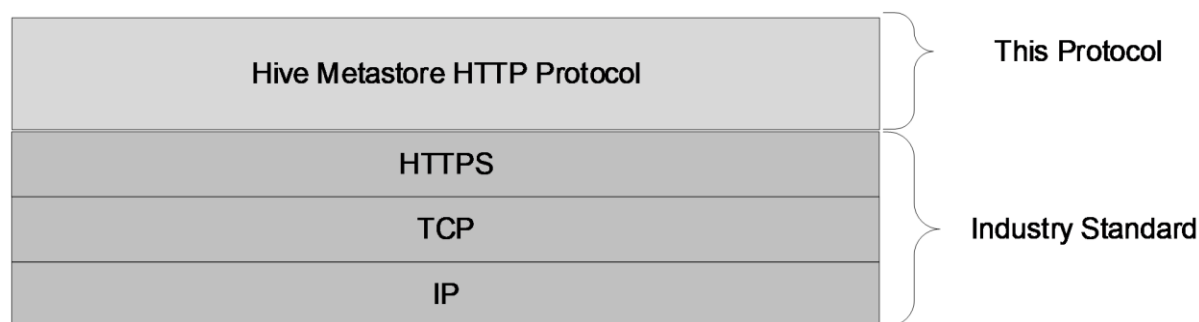 Hive Metastore HTTP Protocol
This Protocol
HTTPS
TCP
Industry Standard
IP